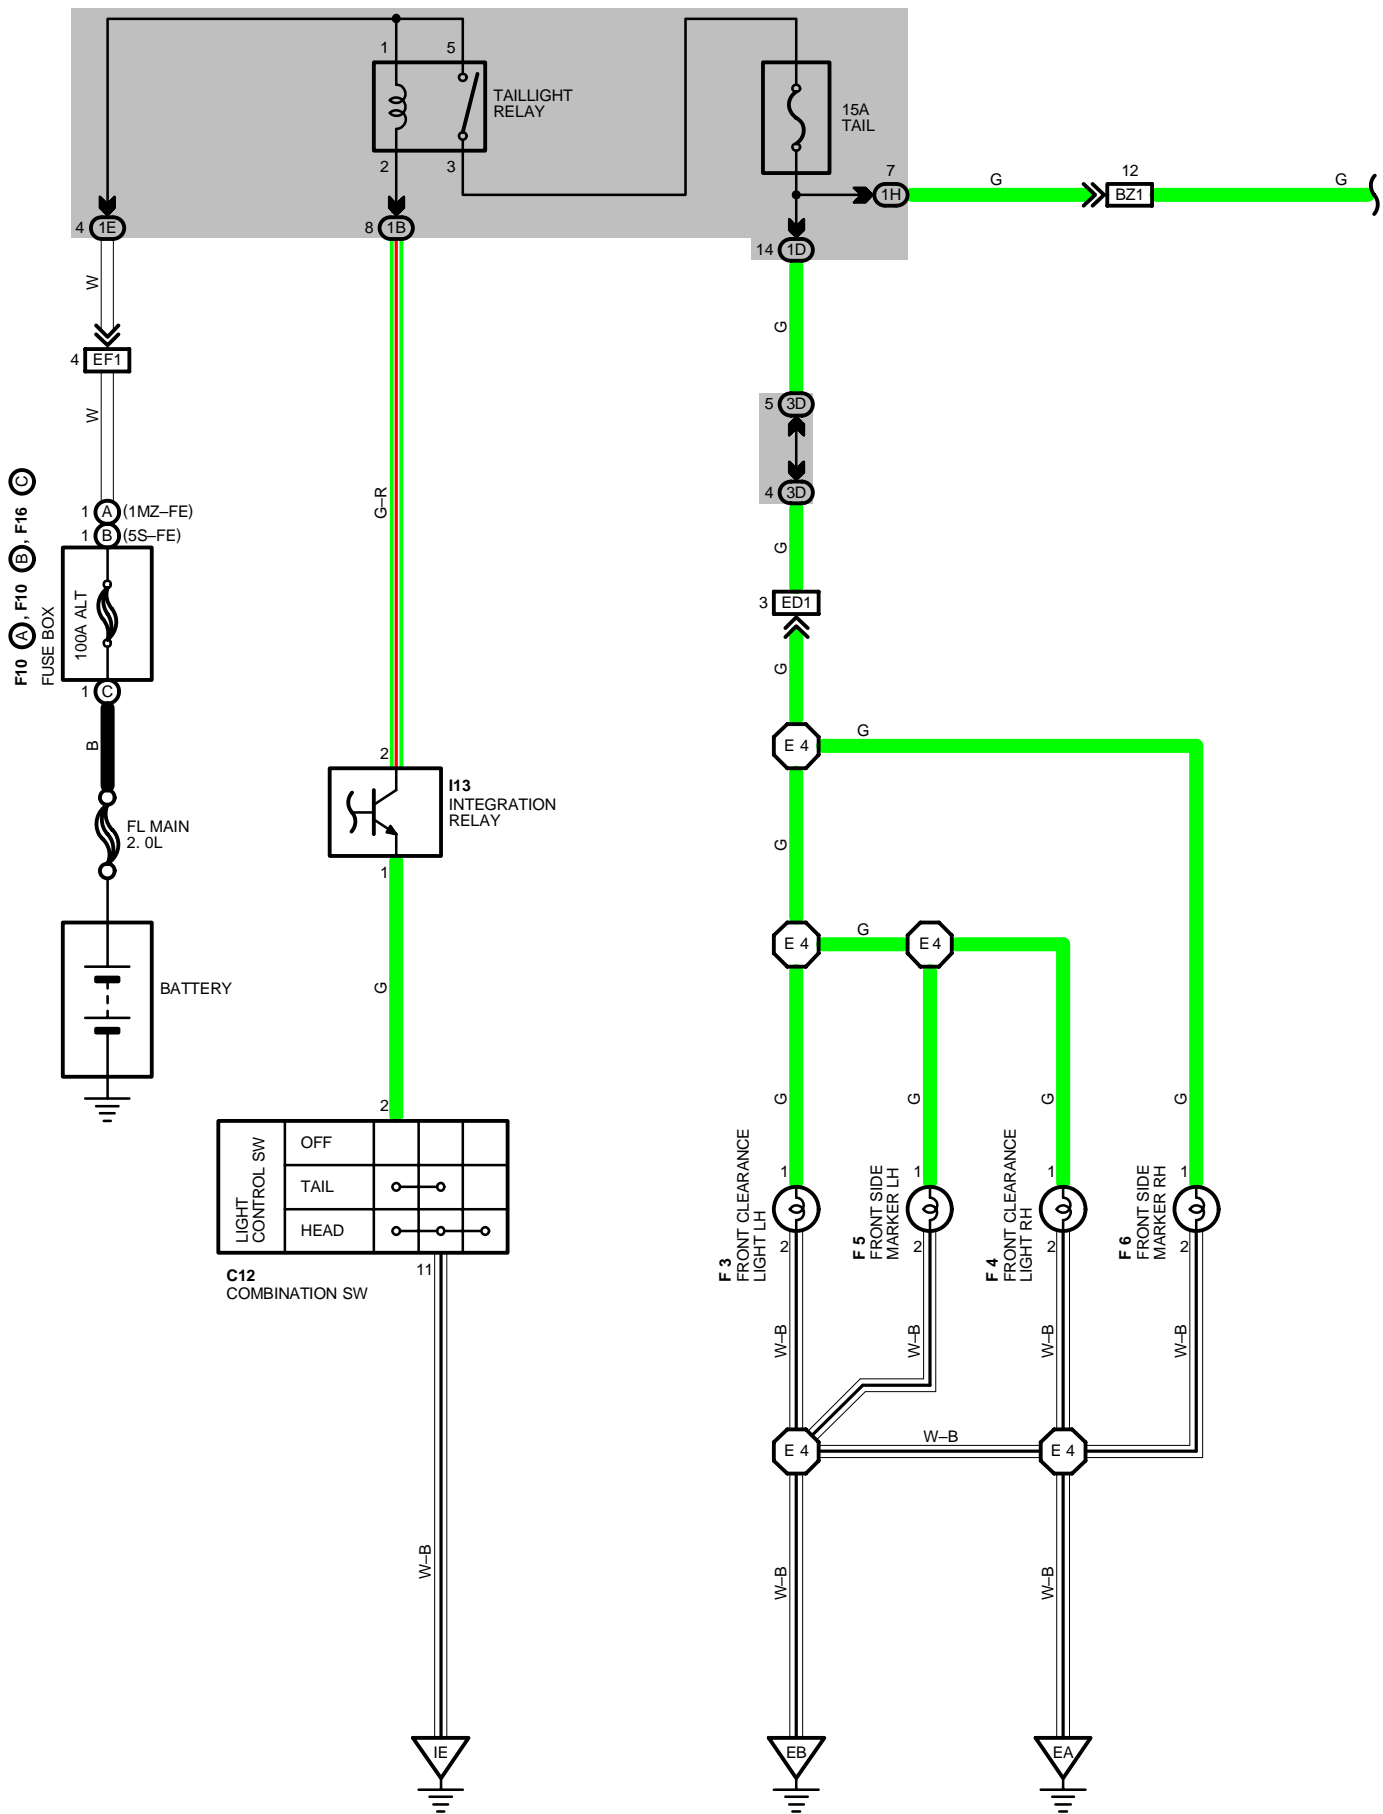 1
5
TAILLIGHT
RELAY
2
3
15A
TAIL
7
1H
G
12
BZ1
G
4
1E
8
1B
14
1D
W
4
EF1
W
G
5
3D
4
3D
F10 A , F10 B , F16 C
1
A
(1MZ–FE)
1
B
(5S–FE)
FUSE BOX
100A ALT
1
C
B
FL MAIN
2. 0L
BATTERY
G–R
2
I13
INTEGRATION
RELAY
1
G
2
LIGHT
CONTROL SW
OFF
TAIL
HEAD
C12
COMBINATION SW
11
W–B
IE
G
3
ED1
G
E 4
G
G
E 4
G
E 4
G
G
G
G
1
1
1
1
F 3
FRONT CLEARANCE
LIGHT LH
F 5
FRONT SIDE
MARKER LH
F 4
FRONT CLEARANCE
LIGHT RH
F 6
FRONT SIDE
MARKER RH
2
2
2
2
W–B
W–B
W–B
W–B
E 4
W–B
E 4
W–B
W–B
EB
EA